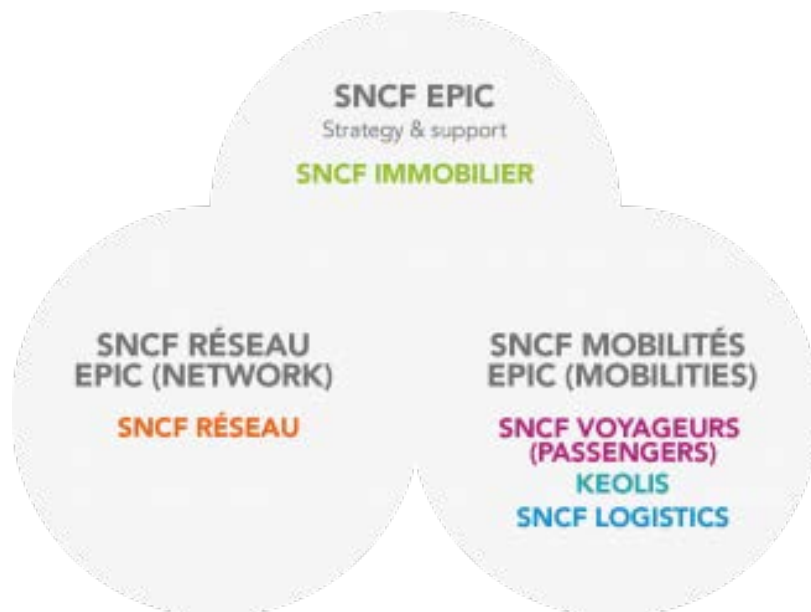 SNCF EPIC
Strategy & support
SNCF IMMOBILIER
SNCF RÉSEAU
EPIC (NETWORK)
SNCF RÉSEAU
SNCF MOBILITÉS
EPIC (MOBILITIES)
SNCF VOYAGEURS
(PASSENGERS)
KEOLIS
SNCF LOGISTICS